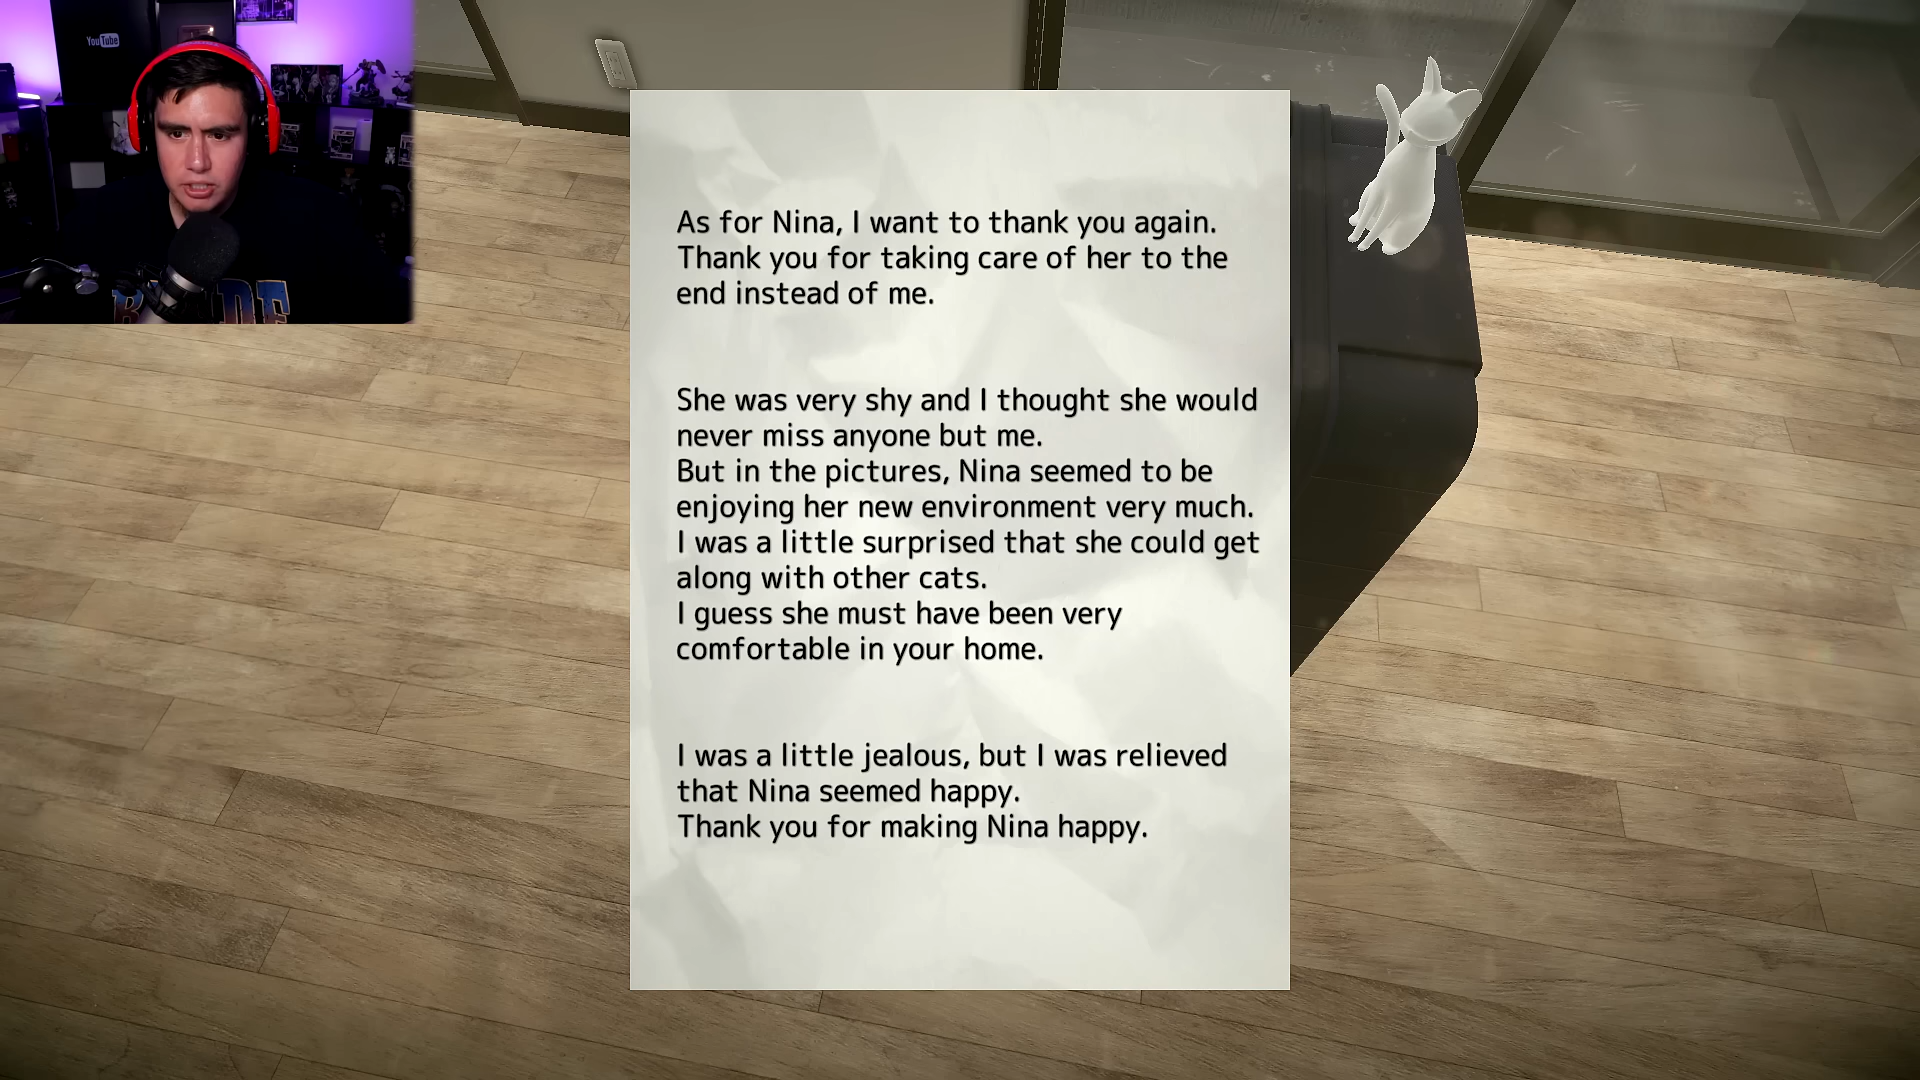 YouTube
As for Nina, I want to thank you again.
Thank you for taking care of her to the
end instead of me.
She was very shy and I thought she would
never miss anyone but me.
But in the pictures, Nina seemed to be
enjoying her new environment very much.
I was a little surprised that she could get
along with other cats.
I guess she must have been very
comfortable in your home.
I was a little jealous, but I was relieved
that Nina seemed happy.
Thank you for making Nina happy.